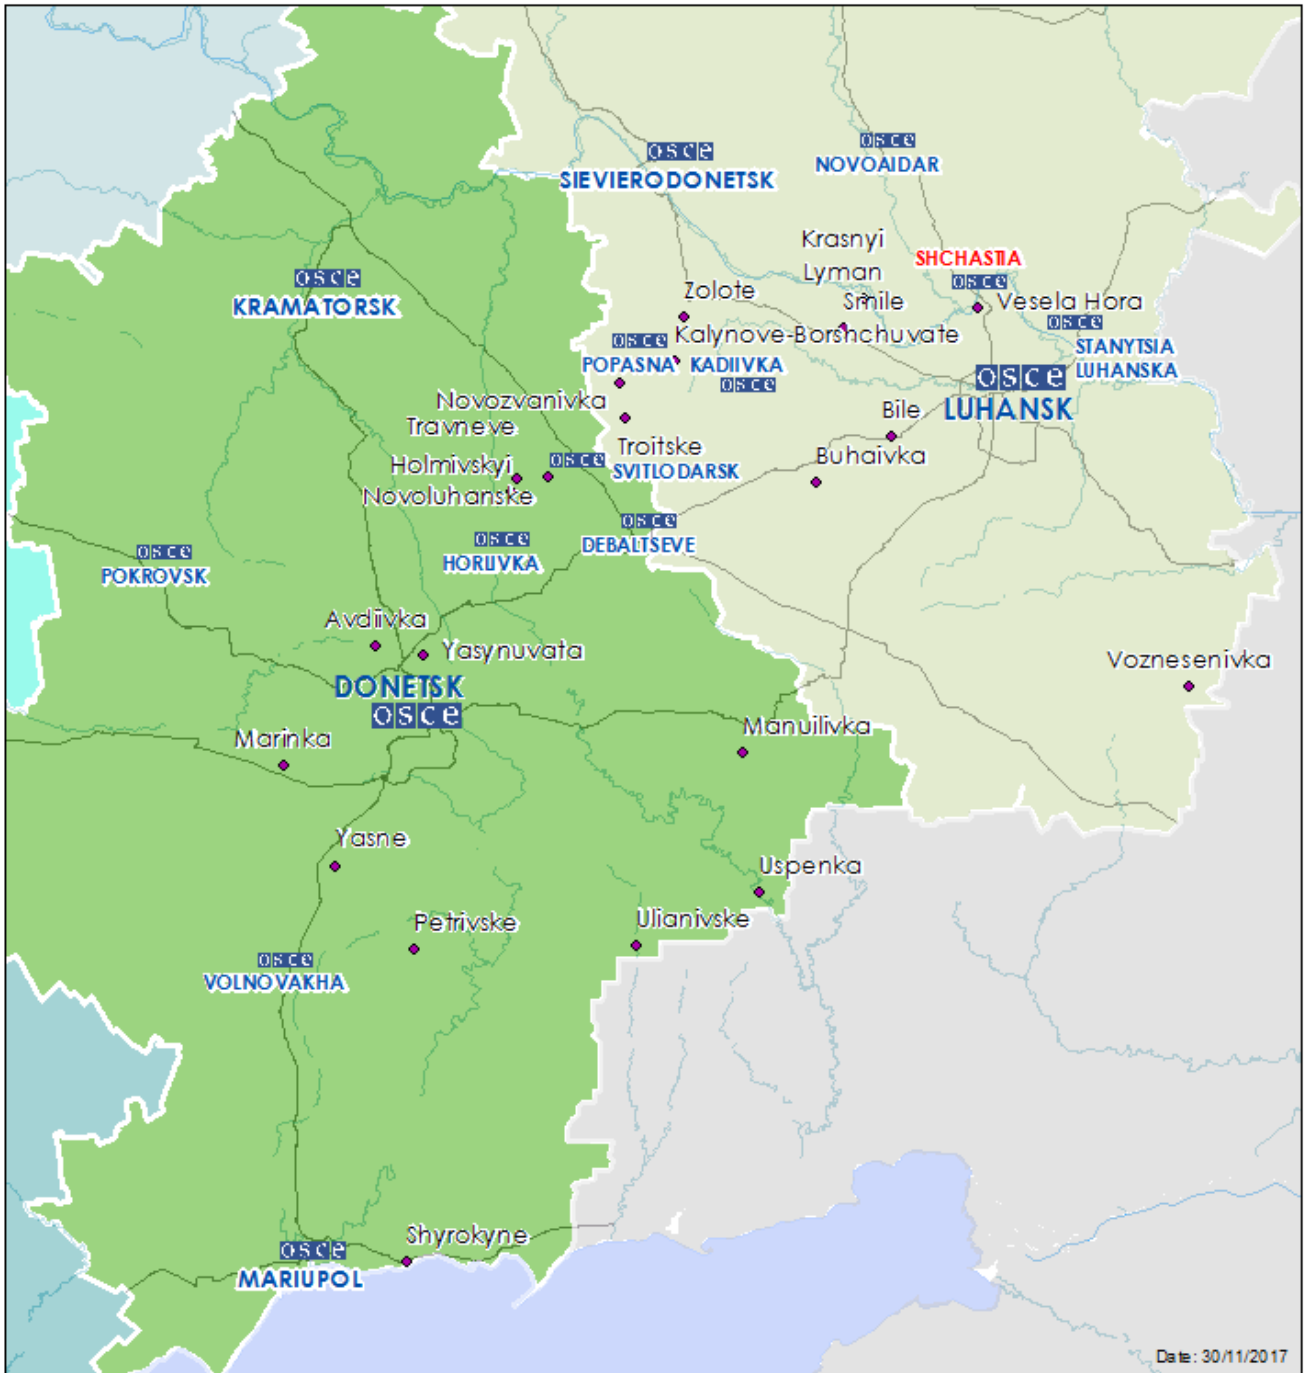 osce
NOVOAIDAR
osce
SIEVIERODONETSK
Krasnyi
Lyman
SHCHASTIA
osce
osce
KRAMATORSK
Zolote
Smile
Vesela Hora
osce
STANYTSIA
LUHANSKA
Kalynove-Borshchuvate
osce
POPASNA
KADIIVKA
osce
osce
LUHANSK
Novozvanivka
Travneve
Bile
Troitske
Buhaivka
Holmivskyi
osce
SVITLODARSK
Novoluhanske
osce
DEBALTSEVE
osce
HORLIVKA
osce
POKROVSK
Avdiivka
Yasynuvata
Voznesenivka
DONETSK
osce
Marinka
Manuilivka
Yasne
Uspenka
Petrivske
Ulianivske
osce
VOLNOVAKHA
Shyrokyne
osce
MARIUPOL
Date: 30/11/2017